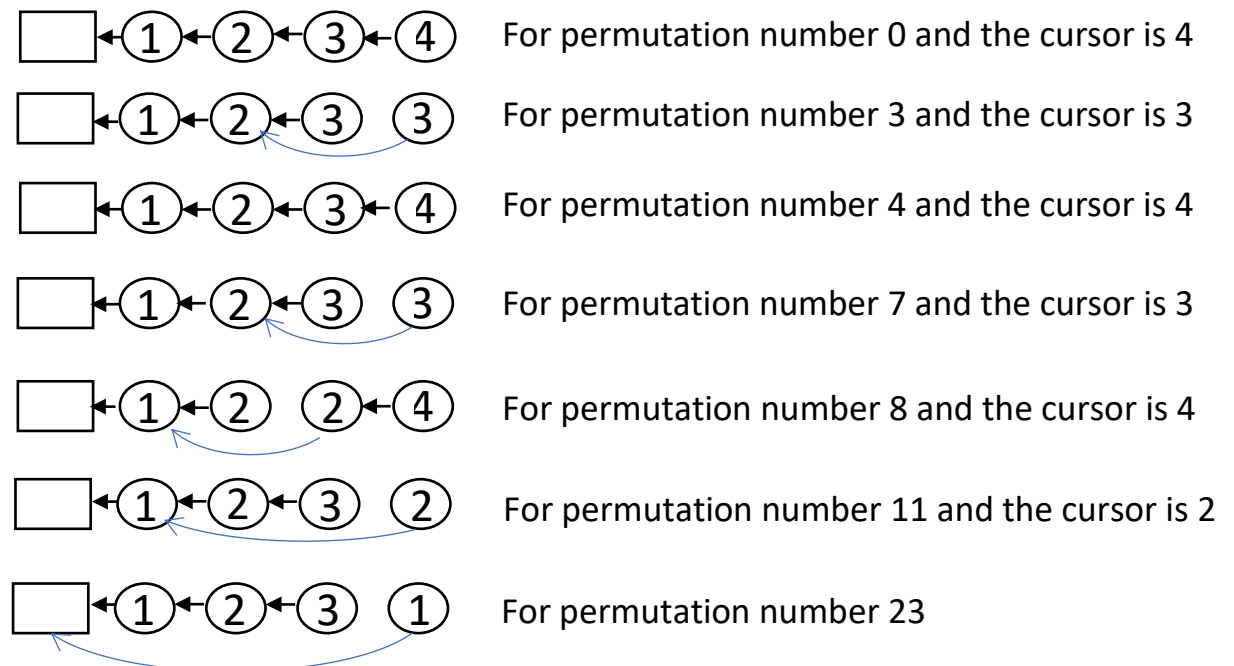 1 2 3 4 For permutation number 0 and the cursor is 4
1 2 3 3 For permutation number 3 and the cursor is 3
1 2 3 4 For permutation number 4 and the cursor is 4
1 2 3 3 For permutation number 7 and the cursor is 3
1 2 2 4 For permutation number 8 and the cursor is 4
1 2 3 2 For permutation number 11 and the cursor is 2
1 2 3 1 For permutation number 23